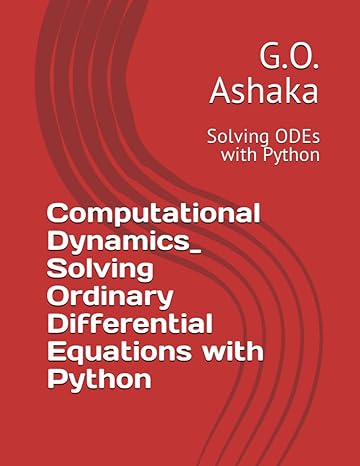 G.O.
Ashaka
Solving ODEs
with Python
Computational
Dynamics_
Solving
Ordinary
Differential
Equations with
Python